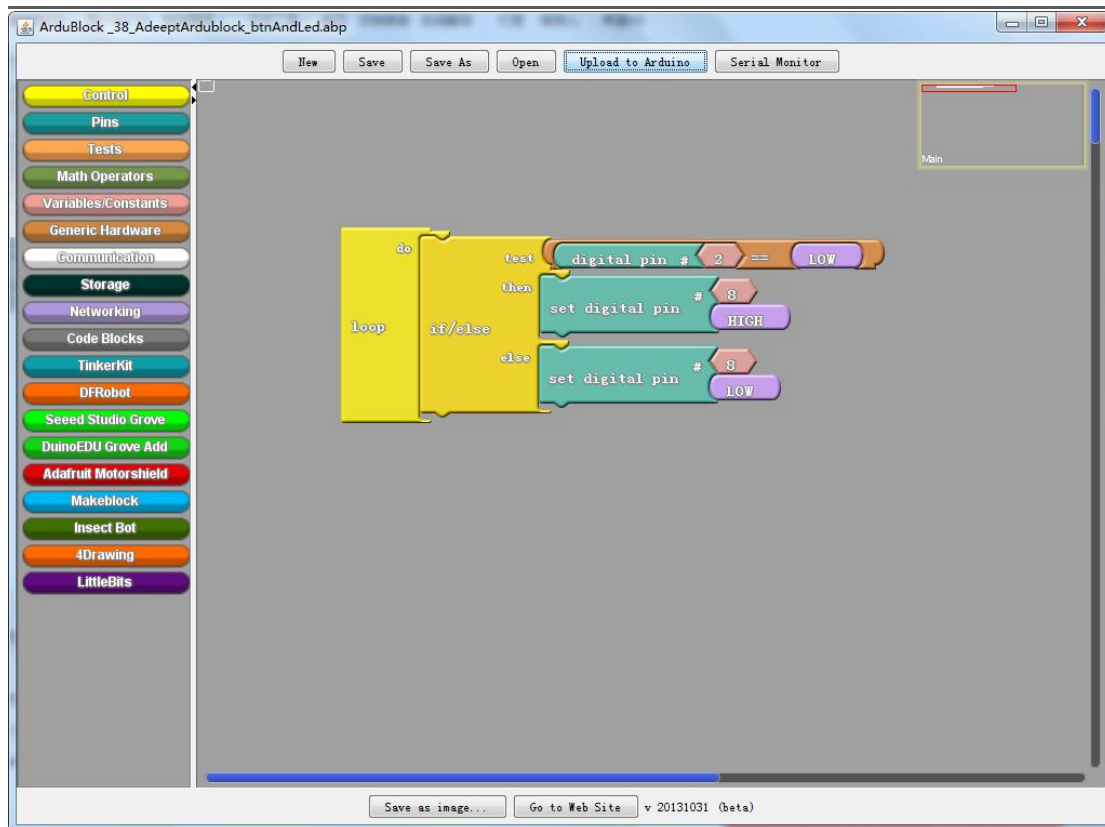 ArduBlock _38_AdeeptArdublock_btnAndLed.abp
New Save Save As Open Upload to Arduino Serial Monitor
Control
Pins
Tests
Math Operators
Variables/Constants
Generic Hardware
Communication
Storage
Networking
Code Blocks
TinkerKit
DFRobot
Seeed Studio Grove
DuinoEDU Grove Add
Adafruit Motorshield
Makeblock
Insect Bot
4Drawing
LittleBits
Main
loop
do
if/else
test
digital pin # 2 == LOW
then
set digital pin # 8
HIGH
else
set digital pin # 8
LOW
Save as image... Go to Web Site v 20131031 (beta)